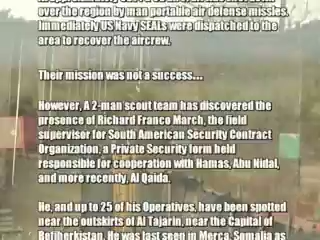 over the region by man portable air defense missles.
Immediately US Navy SEALs were dispatched to the
area to recover the aircrew.
Their mission was not a success...
However, A 2-man scout team has discovered the
presence of Richard Franco March, the field
supervisor for South American Security Contract
Organization, a Private Security form held
responsible for cooperation with Hamas, Abu Nidal,
and more recently, Al Qaida.
He, and up to 25 of his Operatives, have been spotted
near the outskirts of Al Tajarin, near the Capital of
Befiherkistan. He was last seen in Merca, Somalia as